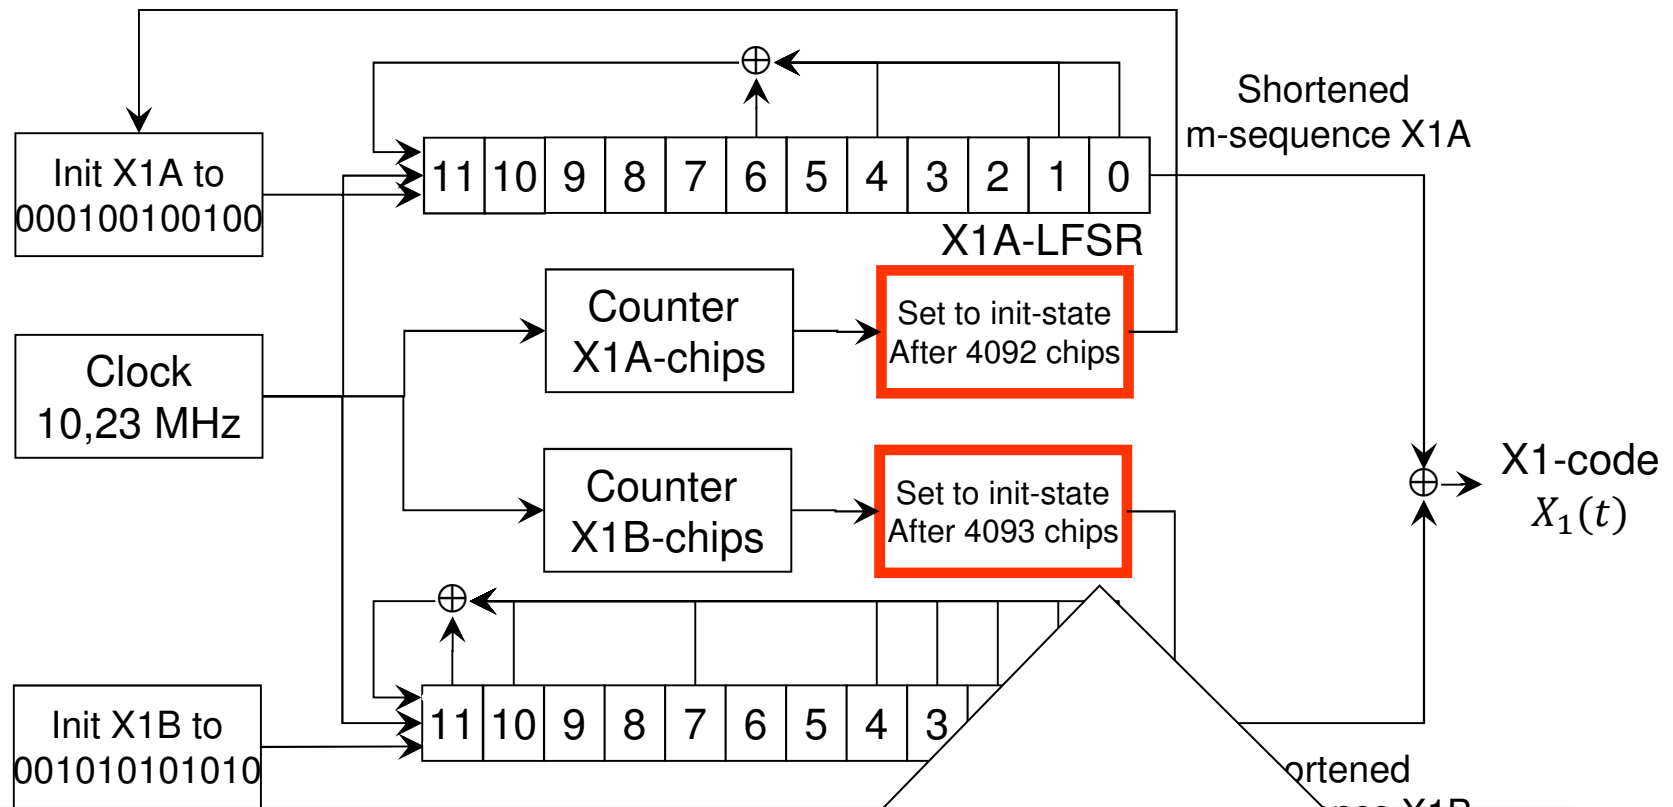 Shortened
m-sequence X1A
Init X1A to
000100100100
11 10 9 8 7 6 5 4 3 2 1 0
X1A-LFSR
Counter
X1A-chips
Set to init-state
After 4092 chips
Clock
10,23 MHz
Counter
X1B-chips
Set to init-state
After 4093 chips
X1-code
X₁(t)
Init X1B to
001010101010
11 10 9 8 7 6 5 4 3